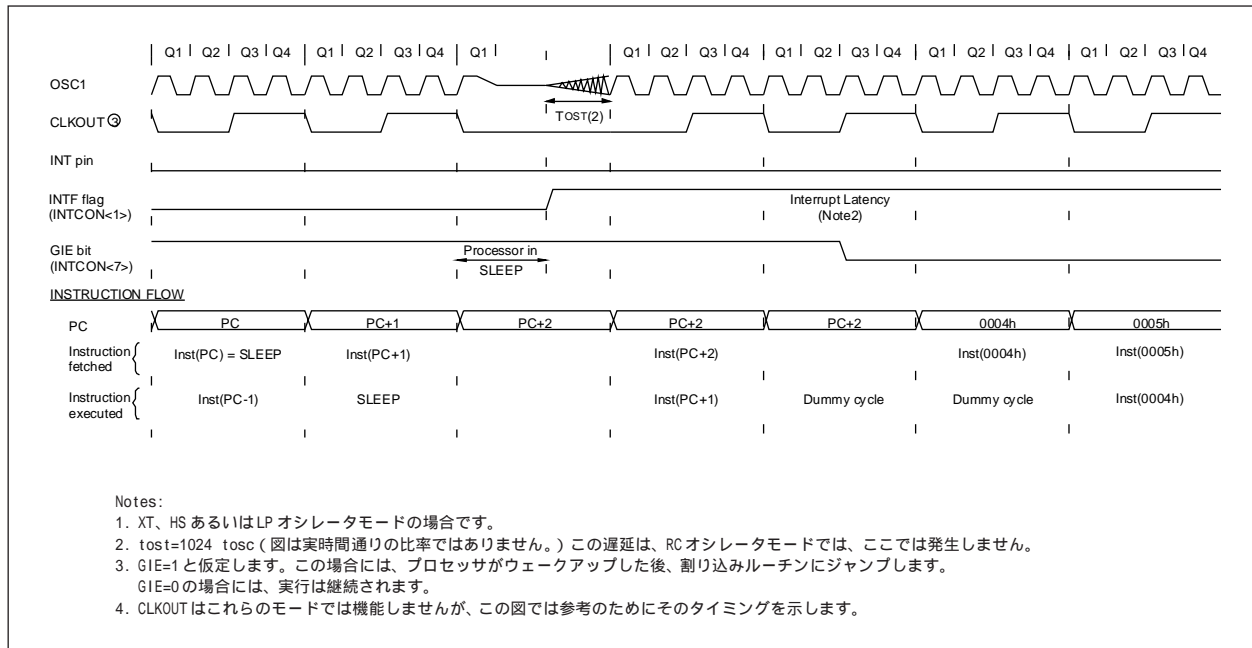 Q1 Q2 Q3 Q4 Q1 Q2 Q3 Q4 Q1 Q1 Q2 Q3 Q4 Q1 Q2 Q3 Q4 Q1 Q2 Q3 Q4 Q1 Q2 Q3 Q4
OSC1
TOST(2)
CLKOUT ③
INT pin
INTF flag
(INTCON<1>)
Interrupt Latency
(Note2)
GIE bit
(INTCON<7>)
Processor in
SLEEP
INSTRUCTION FLOW
PC PC PC+1 PC+2 PC+2 PC+2 0004h 0005h
Instruction
fetched
Inst(PC) = SLEEP Inst(PC+1) Inst(PC+2) Inst(0004h) Inst(0005h)
Instruction
executed
Inst(PC-1) SLEEP Inst(PC+1) Dummy cycle Dummy cycle Inst(0004h)
Notes:
1. XT、HS あるいはLP オシレータモードの場合です。
2. tost=1024 tosc ( 図は実時間通りの比率ではありません。) この遅延は、RCオシレータモードでは、ここでは発生しません。
3. GIE=1と仮定します。この場合には、プロセッサがウェークアップした後、割り込みルーチンにジャンプします。
GIE=0の場合には、実行は継続されます。
4. CLKOUTはこれらのモードでは機能しませんが、この図では参考のためにそのタイミングを示します。